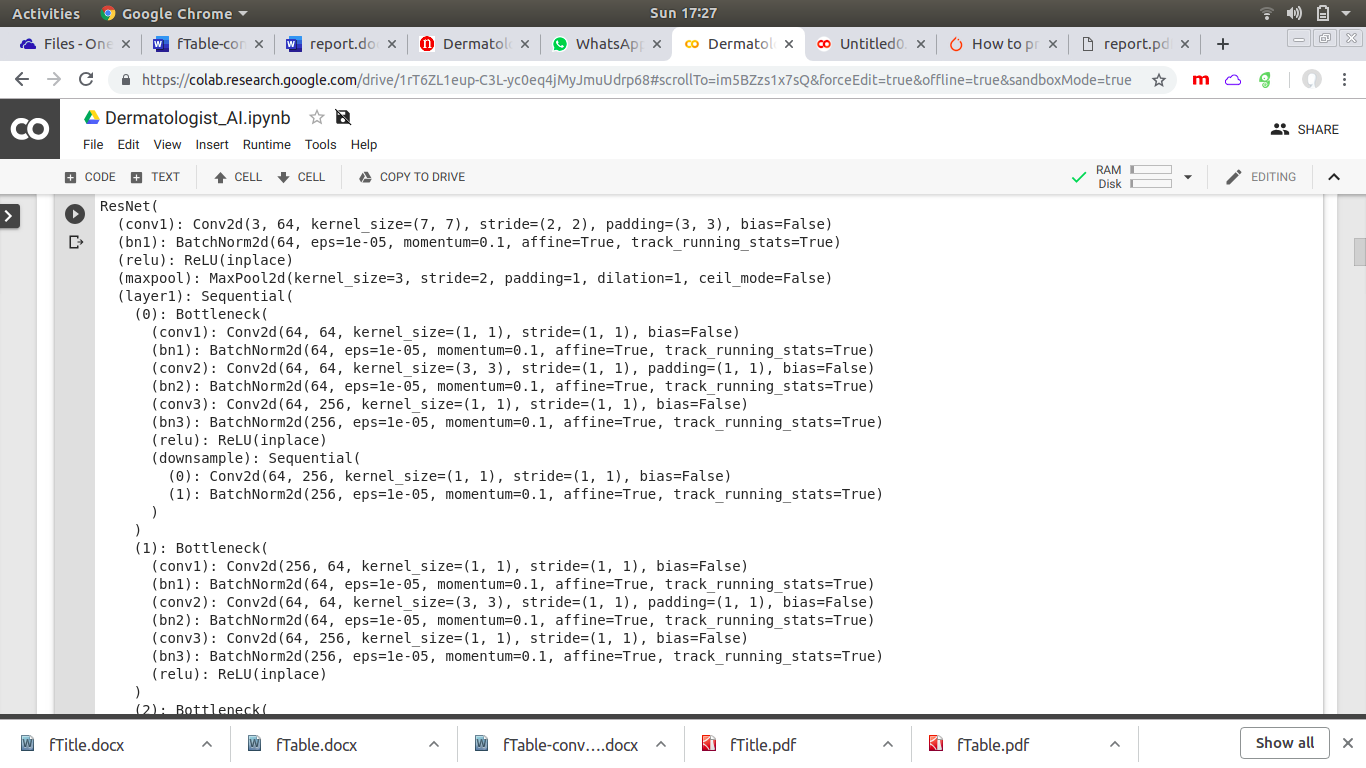 Activities Google Chrome Sun 17:27
Files - One fTable-con report.do Dermatol WhatsApp Dermatol Untitled0. How to pr report.pd
https://colab.research.google.com/drive/1rT6ZL1eup-C3L-yc0eq4jMyJmuUdrp68#scrollTo=im5BZzs1x7sQ&forceEdit=true&offline=true&sandboxMode=true m g
CO Dermatologist_AI.ipynb
File Edit View Insert Runtime Tools Help SHARE
CODE TEXT CELL CELL COPY TO DRIVE RAM Disk EDITING
ResNet(
(conv1): Conv2d(3, 64, kernel_size=(7, 7), stride=(2, 2), padding=(3, 3), bias=False)
(bn1): BatchNorm2d(64, eps=1e-05, momentum=0.1, affine=True, track_running_stats=True)
(relu): ReLU(inplace)
(maxpool): MaxPool2d(kernel_size=3, stride=2, padding=1, dilation=1, ceil_mode=False)
(layer1): Sequential(
(0): Bottleneck(
(conv1): Conv2d(64, 64, kernel_size=(1, 1), stride=(1, 1), bias=False)
(bn1): BatchNorm2d(64, eps=1e-05, momentum=0.1, affine=True, track_running_stats=True)
(conv2): Conv2d(64, 64, kernel_size=(3, 3), stride=(1, 1), padding=(1, 1), bias=False)
(bn2): BatchNorm2d(64, eps=1e-05, momentum=0.1, affine=True, track_running_stats=True)
(conv3): Conv2d(64, 256, kernel_size=(1, 1), stride=(1, 1), bias=False)
(bn3): BatchNorm2d(256, eps=1e-05, momentum=0.1, affine=True, track_running_stats=True)
(relu): ReLU(inplace)
(downsample): Sequential(
(0): Conv2d(64, 256, kernel_size=(1, 1), stride=(1, 1), bias=False)
(1): BatchNorm2d(256, eps=1e-05, momentum=0.1, affine=True, track_running_stats=True)
)
)
(1): Bottleneck(
(conv1): Conv2d(256, 64, kernel_size=(1, 1), stride=(1, 1), bias=False)
(bn1): BatchNorm2d(64, eps=1e-05, momentum=0.1, affine=True, track_running_stats=True)
(conv2): Conv2d(64, 64, kernel_size=(3, 3), stride=(1, 1), padding=(1, 1), bias=False)
(bn2): BatchNorm2d(64, eps=1e-05, momentum=0.1, affine=True, track_running_stats=True)
(conv3): Conv2d(64, 256, kernel_size=(1, 1), stride=(1, 1), bias=False)
(bn3): BatchNorm2d(256, eps=1e-05, momentum=0.1, affine=True, track_running_stats=True)
(relu): ReLU(inplace)
)
(2): Bottleneck(
fTitle.docx fTable.docx fTable-conv....docx fTitle.pdf fTable.pdf Show all